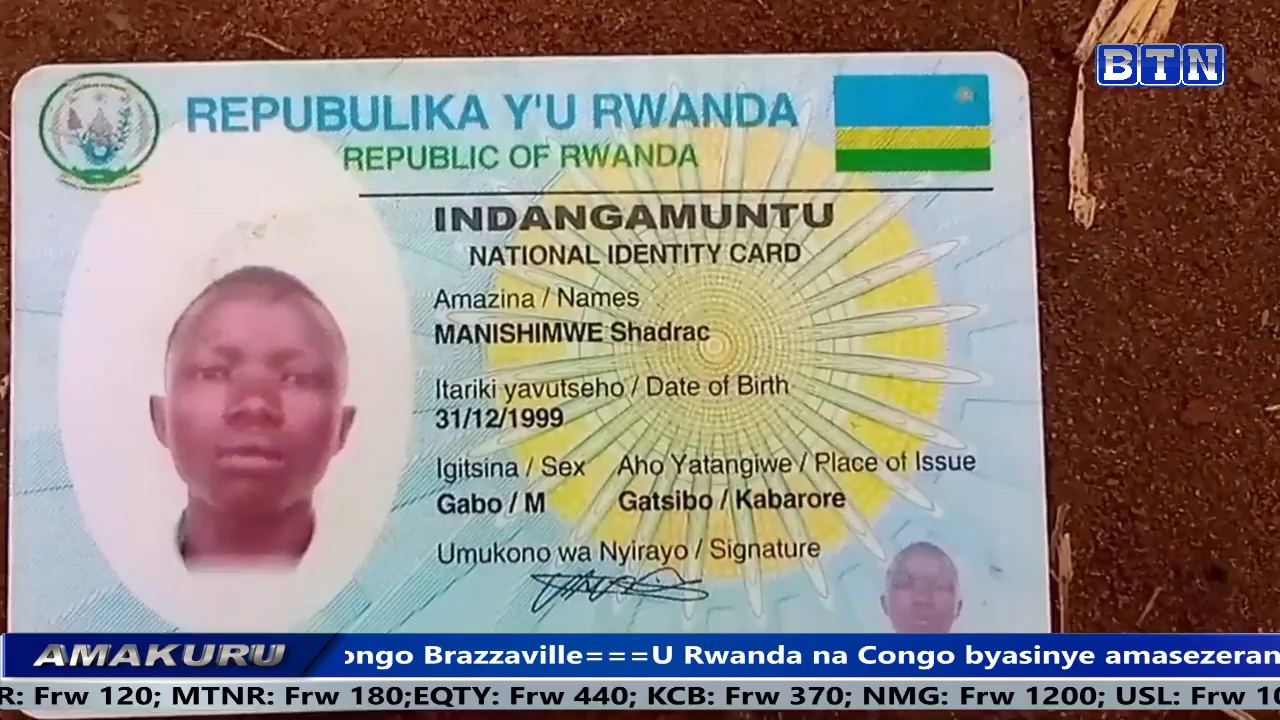 BTN
REPUBULIKA Y'U RWANDA
REPUBLIC OF RWANDA
INDANGAMUNTU
NATIONAL IDENTITY CARD
Amazina / Names
MANISHIMWE Shadrac
Itariki yavutseho / Date of Birth
31/12/1999
Igitsina / Sex Aho Yatangiwe / Place of Issue
Gabo / M Gatsibo / Kabarore
Umukono wa Nyirayo / Signature
AMAKURU
ongo Brazzaville===U Rwanda na Congo byasinye amasezeran
R: Frw 120; MTNR: Frw 180;EQTY: Frw 440; KCB: Frw 370; NMG: Frw 1200; USL: Frw 10